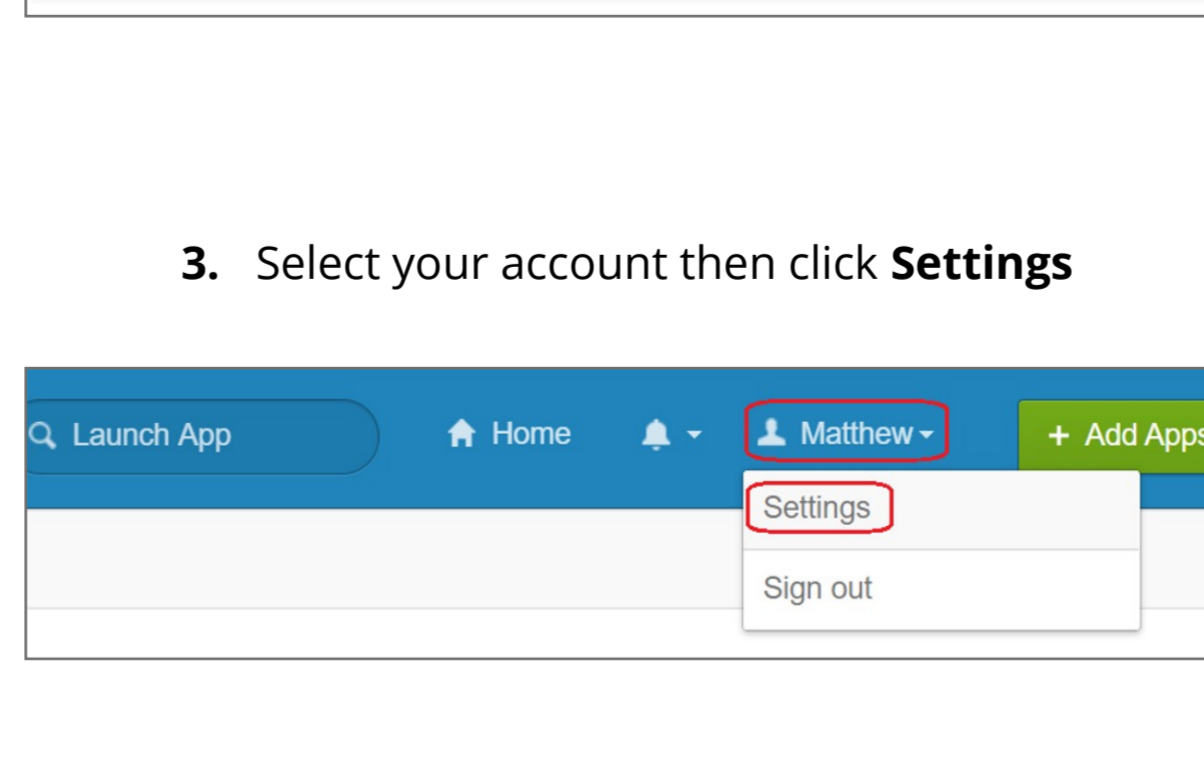 3. Select your account then click Settings
Launch App Home Matthew + Add Apps
Settings
Sign out